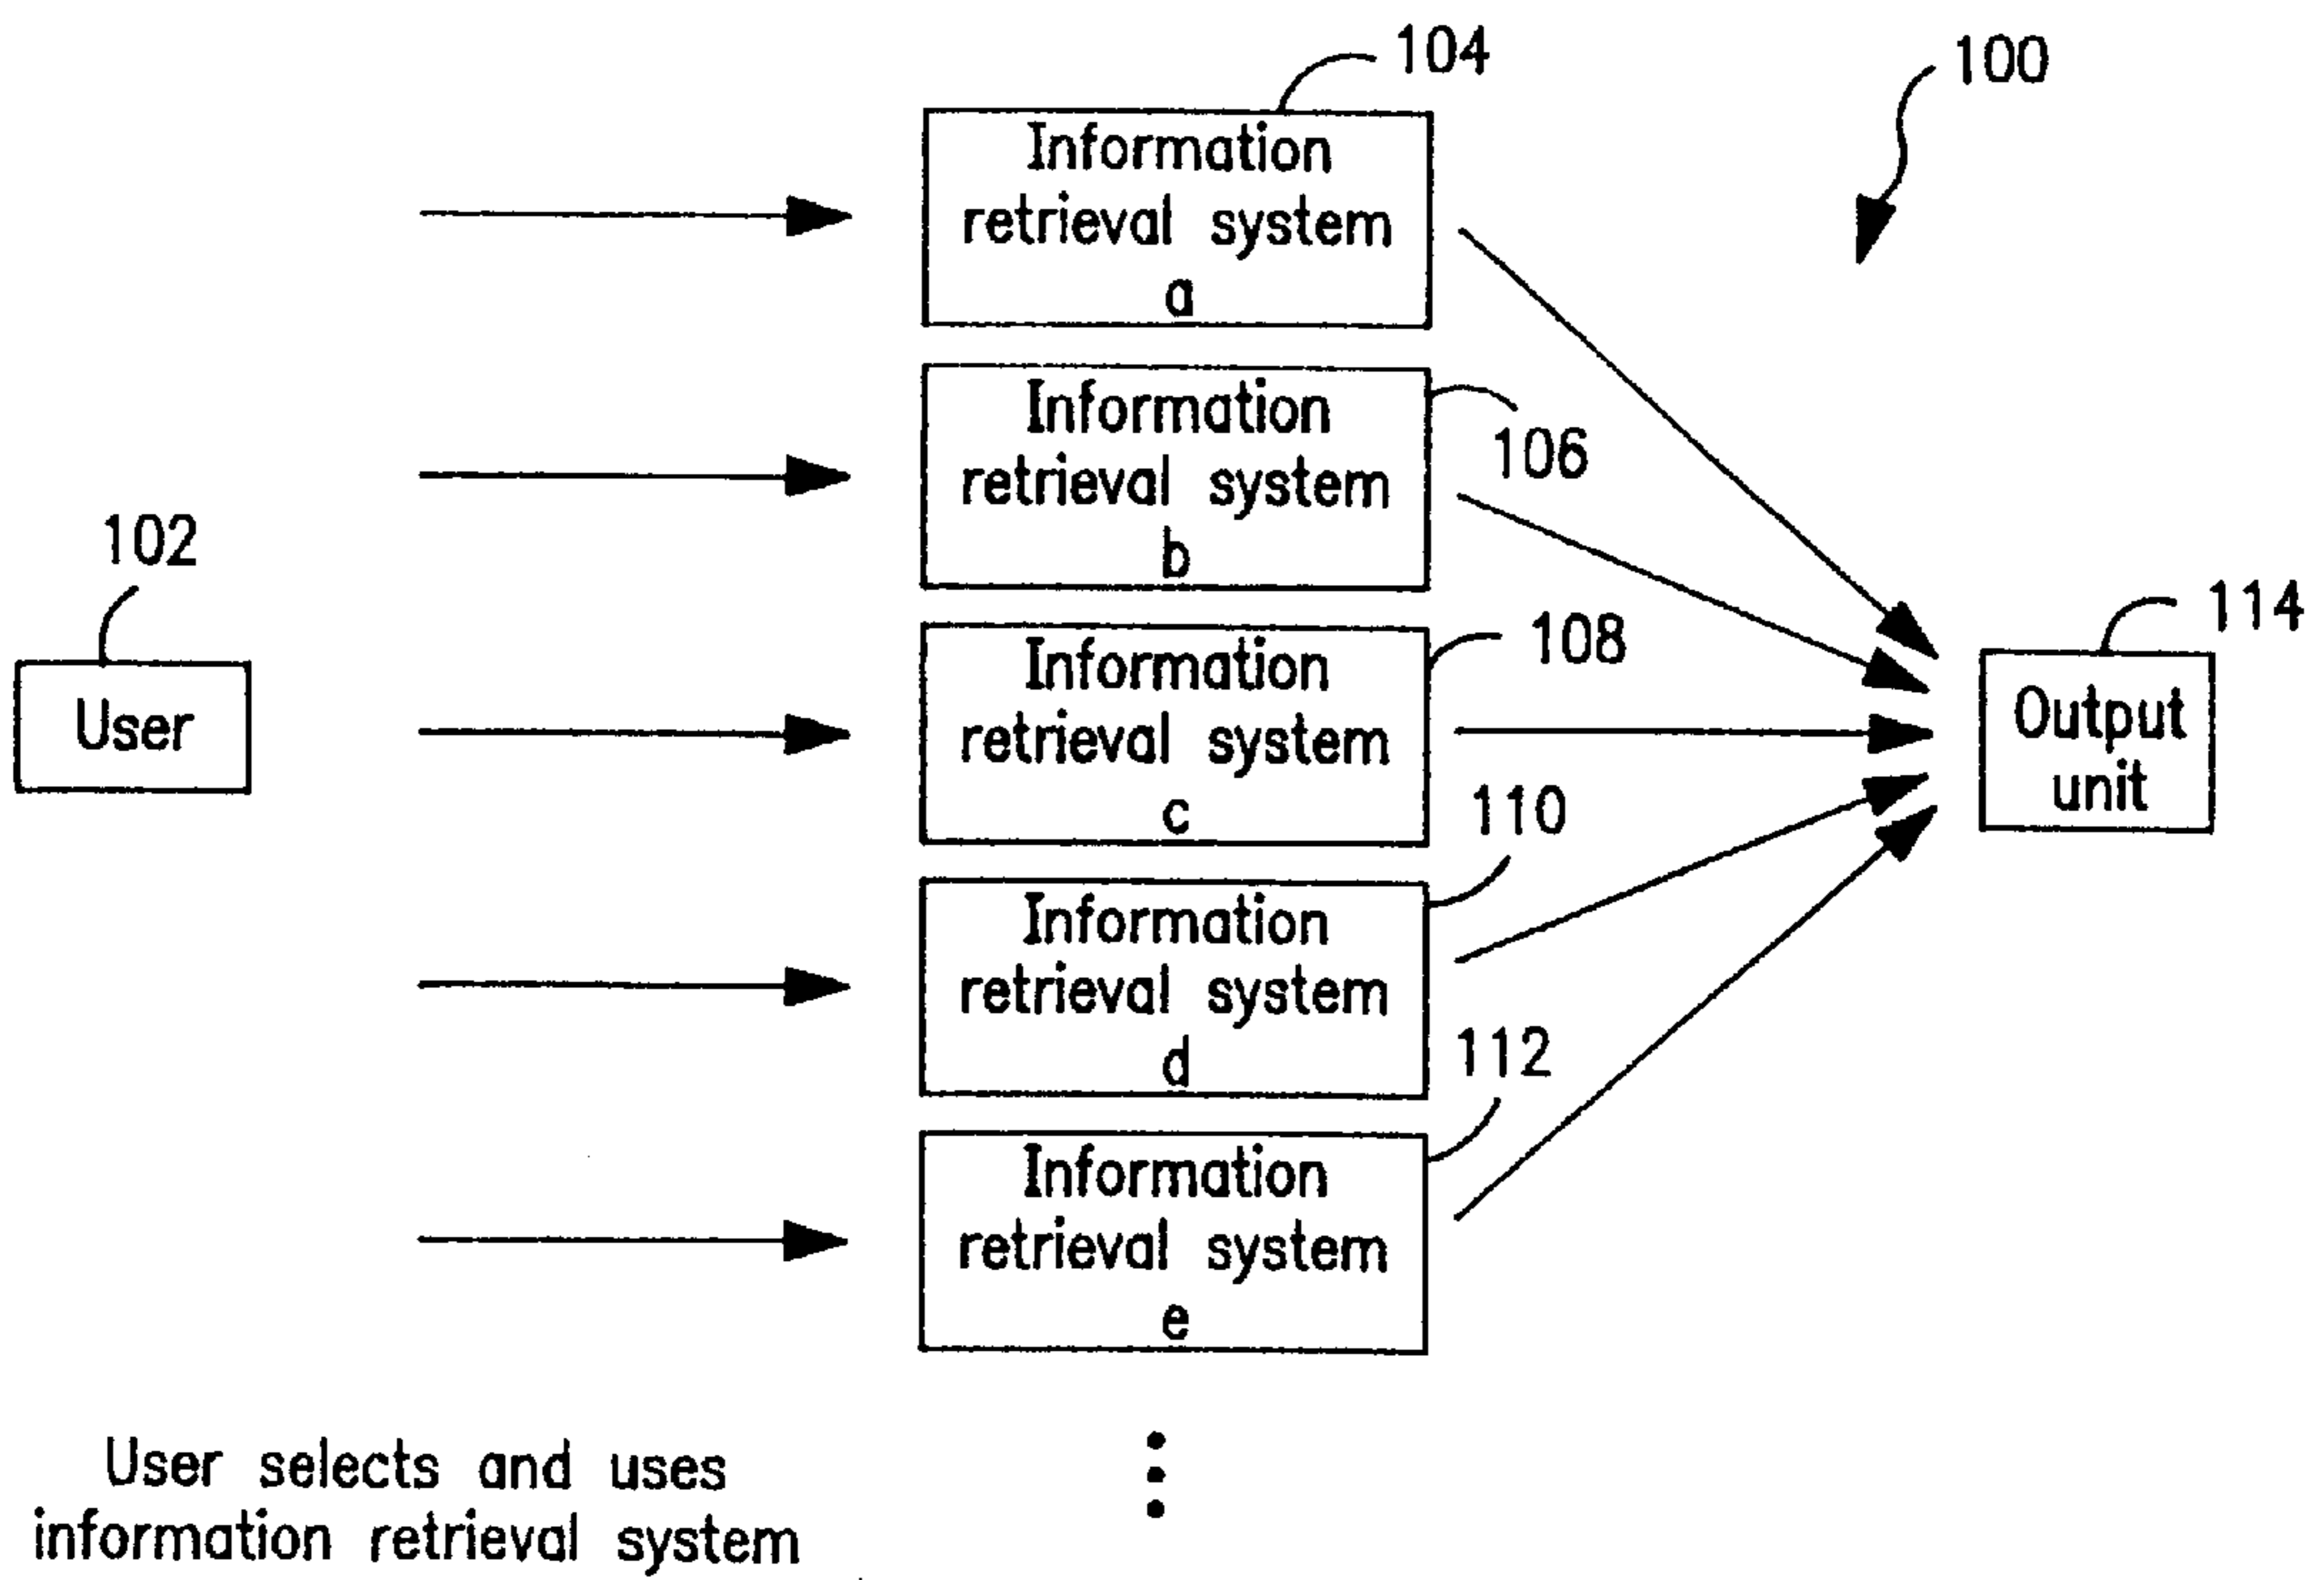 104
100
Information
retrieval system
a
Information
retrieval system
b
106
102
User
Information
retrieval system
c
108
114
Output
unit
110
Information
retrieval system
d
112
Information
retrieval system
e
User selects and uses
information retrieval system